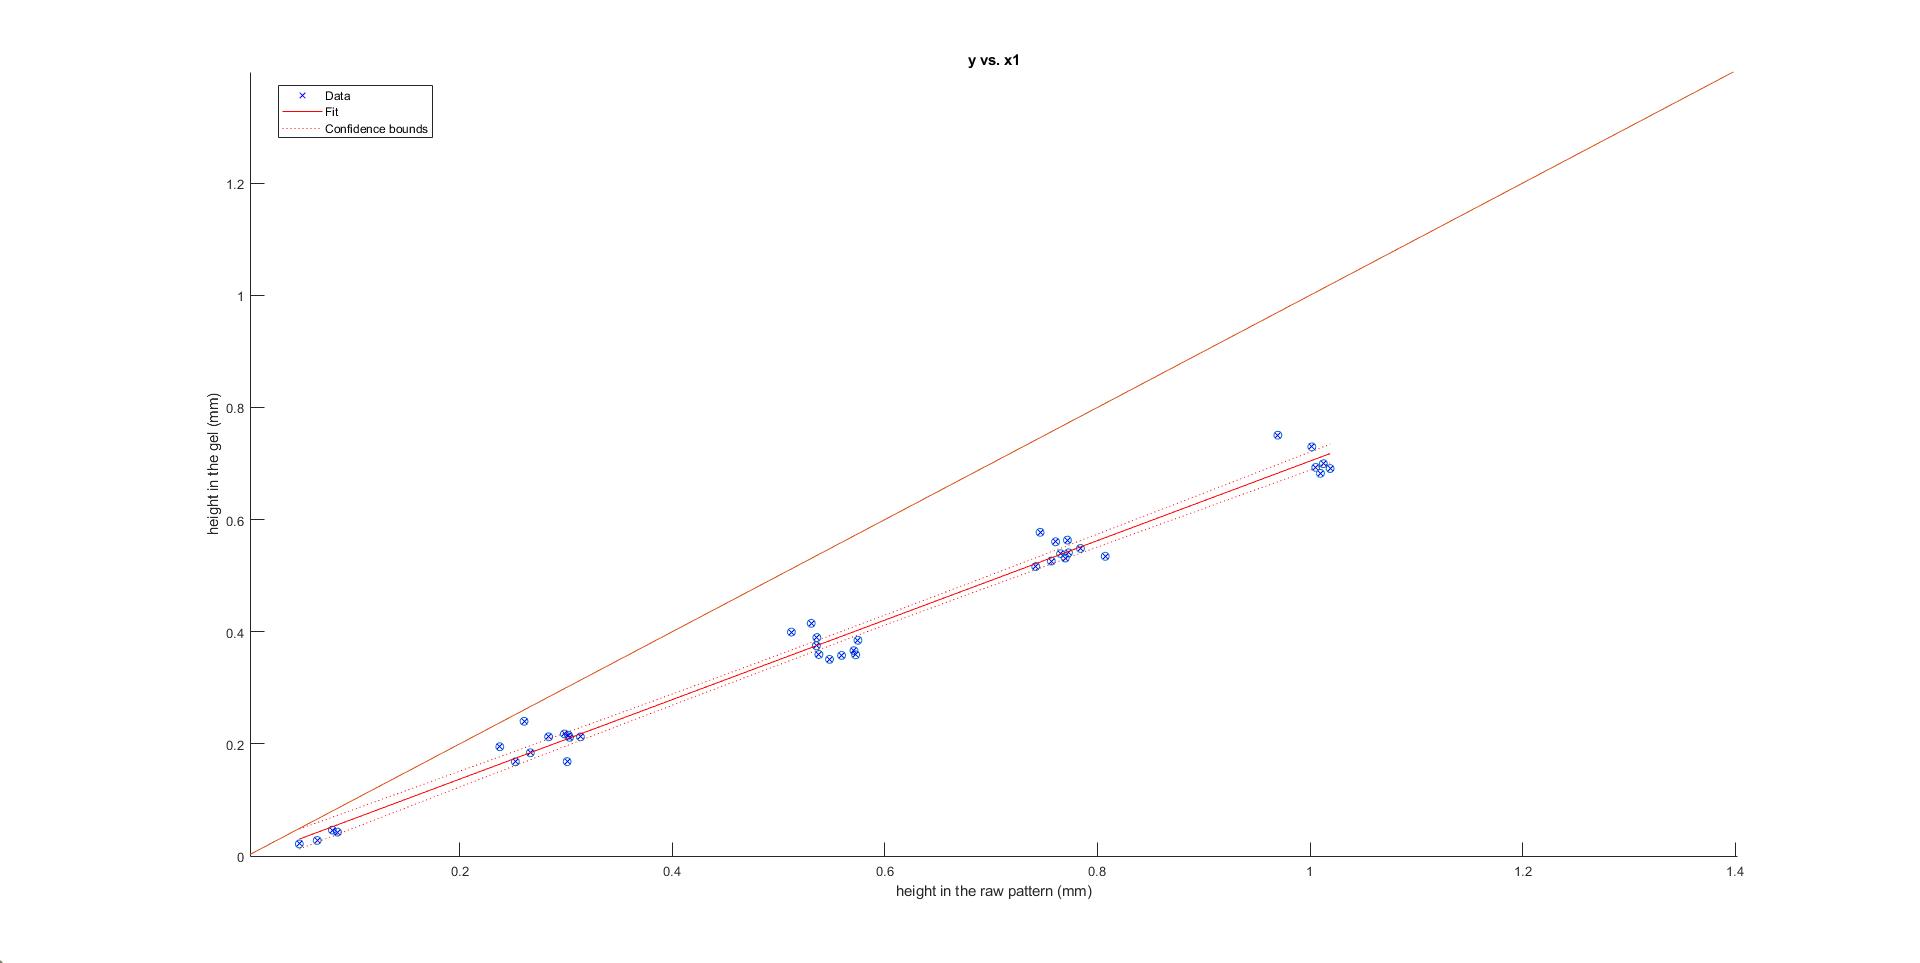 y vs. x1
Data
Fit
Confidence bounds
1.2
1
0.8
0.6
0.4
0.2
0
height in the gel (mm)
0.2
0.4
0.6
0.8
1
1.2
1.4
height in the raw pattern (mm)